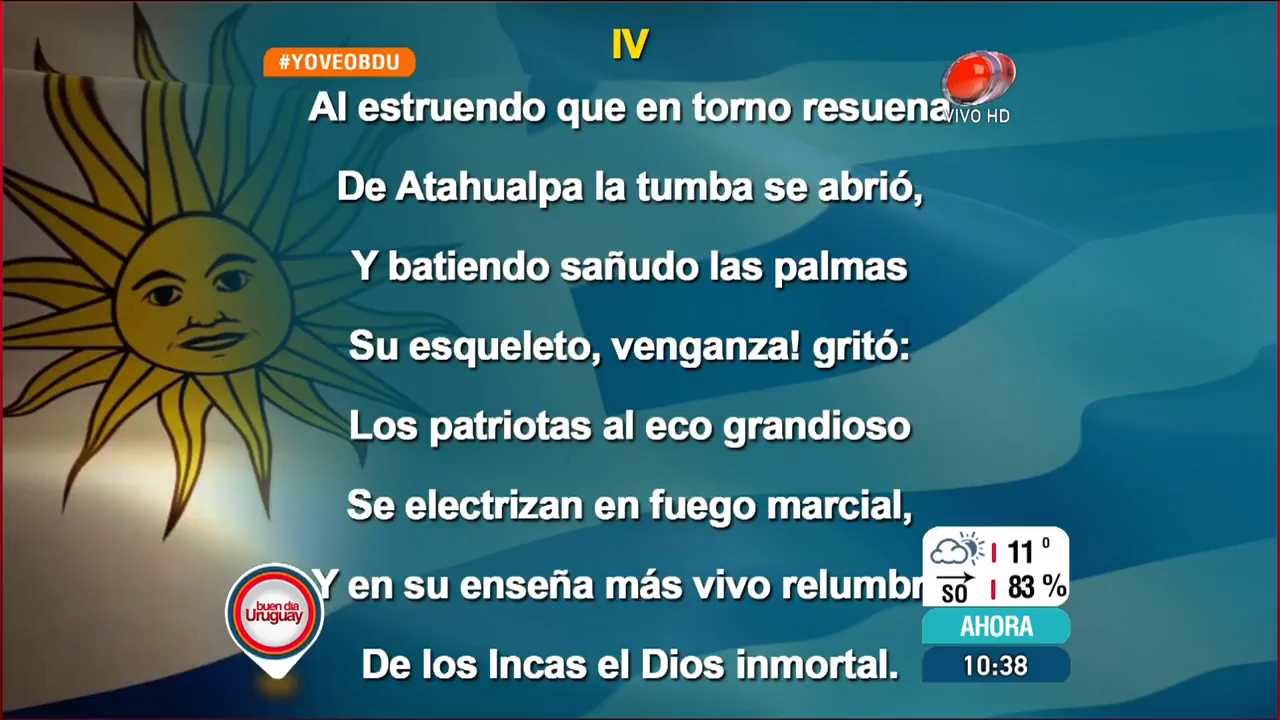 IV
#YOVEOBDU
Al estruendo que en torno resuena
VIVO HD
De Atahualpa la tumba se abrió,
Y batiendo sañudo las palmas
Su esqueleto, venganza! gritó:
Los patriotas al eco grandioso
Se electrizan en fuego marcial,
11°
Y en su enseña más vivo relumbr
SO 83 %
buen día
Uruguay
AHORA
De los Incas el Dios inmortal.
10:38